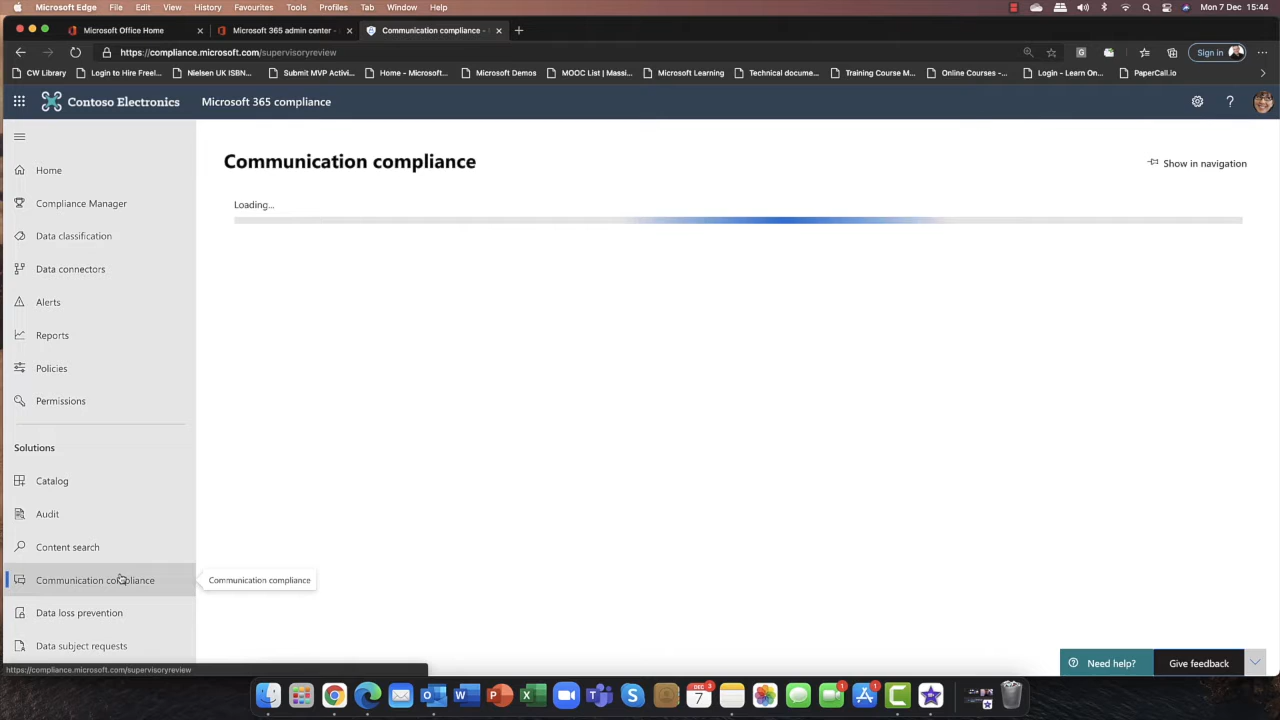 Microsoft Edge File Edit View History Favourites Tools Profiles Tab Window Help Mon 7 Dec 15:44
Microsoft Office Home Microsoft 365 admin center - Communication compliance -
https://compliance.microsoft.com/supervisoryreview Sign in
CW Library Login to Hire Freel... Nielsen UK ISBN... Submit MVP Activi... Home - Microsoft... Microsoft Demos MOOC List | Massi... Microsoft Learning Technical docume... Training Course M... Online Courses -... Login - Learn On... PaperCall.io
Contoso Electronics Microsoft 365 compliance
Communication compliance
Show in navigation
Loading...
Home
Compliance Manager
Data classification
Data connectors
Alerts
Reports
Policies
Permissions
Solutions
Catalog
Audit
Content search
Communication compliance
Communication compliance
Data loss prevention
Data subject requests
Need help? Give feedback
https://compliance.microsoft.com/supervisoryreview
DEC 3
7
1
1